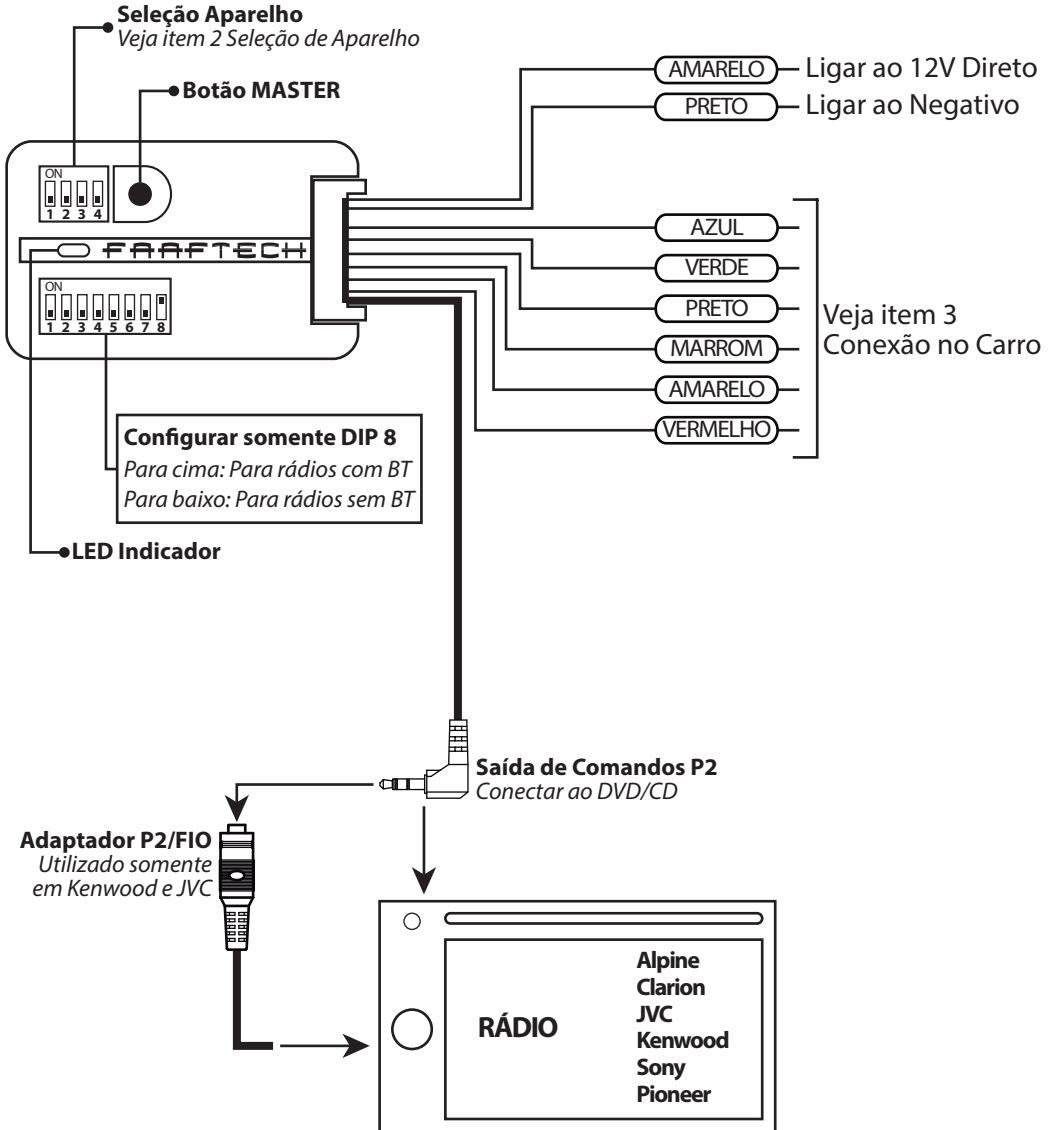 Seleção Aparelho
Veja item 2 Seleção de Aparelho
Botão MASTER
AMARELO Ligar ao 12V Direto
PRETO Ligar ao Negativo
ON
1 2 3 4
FAAFTECH
AZUL
VERDE
PRETO
MARROM
AMARELO
VERMELHO
Veja item 3
Conexão no Carro
ON
1 2 3 4 5 6 7 8
Configurar somente DIP 8
Para cima: Para rádios com BT
Para baixo: Para rádios sem BT
LED Indicador
Saída de Comandos P2
Conectar ao DVD/CD
Adaptador P2/FIO
Utilizado somente
em Kenwood e JVC
RÁDIO
Alpine
Clarion
JVC
Kenwood
Sony
Pioneer